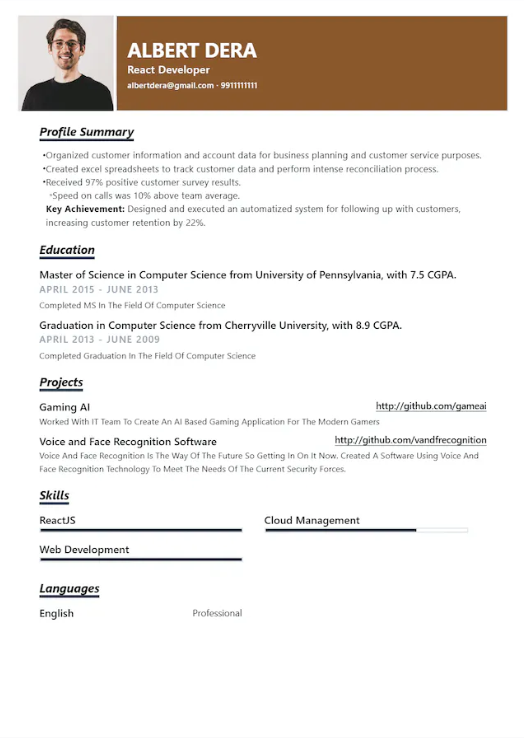 ALBERT DERA
React Developer
albertdera@gmail.com - 9911111111
Profile Summary
•Organized customer information and account data for business planning and customer service purposes.
•Created excel spreadsheets to track customer data and perform intense reconciliation process.
•Received 97% positive customer survey results.
◦Speed on calls was 10% above team average.
Key Achievement: Designed and executed an automatized system for following up with customers,
increasing customer retention by 22%.
Education
Master of Science in Computer Science from University of Pennsylvania, with 7.5 CGPA.
APRIL 2015 - JUNE 2013
Completed MS In The Field Of Computer Science
Graduation in Computer Science from Cherryville University, with 8.9 CGPA.
APRIL 2013 - JUNE 2009
Completed Graduation In The Field Of Computer Science
Projects
Gaming AI http://github.com/gameai
Worked With IT Team To Create An AI Based Gaming Application For The Modern Gamers
Voice and Face Recognition Software http://github.com/vandfrecognition
Voice And Face Recognition Is The Way Of The Future So Getting In On It Now. Created A Software Using Voice And
Face Recognition Technology To Meet The Needs Of The Current Security Forces.
Skills
ReactJS Cloud Management
Web Development
Languages
English Professional